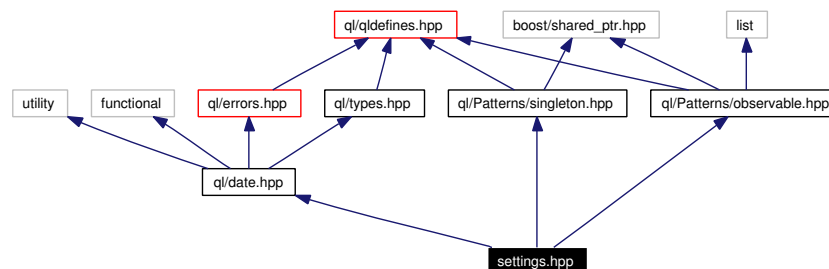 ql/qldefines.hpp
boost/shared_ptr.hpp
list
utility
functional
ql/errors.hpp
ql/types.hpp
ql/Patterns/singleton.hpp
ql/Patterns/observable.hpp
ql/date.hpp
settings.hpp